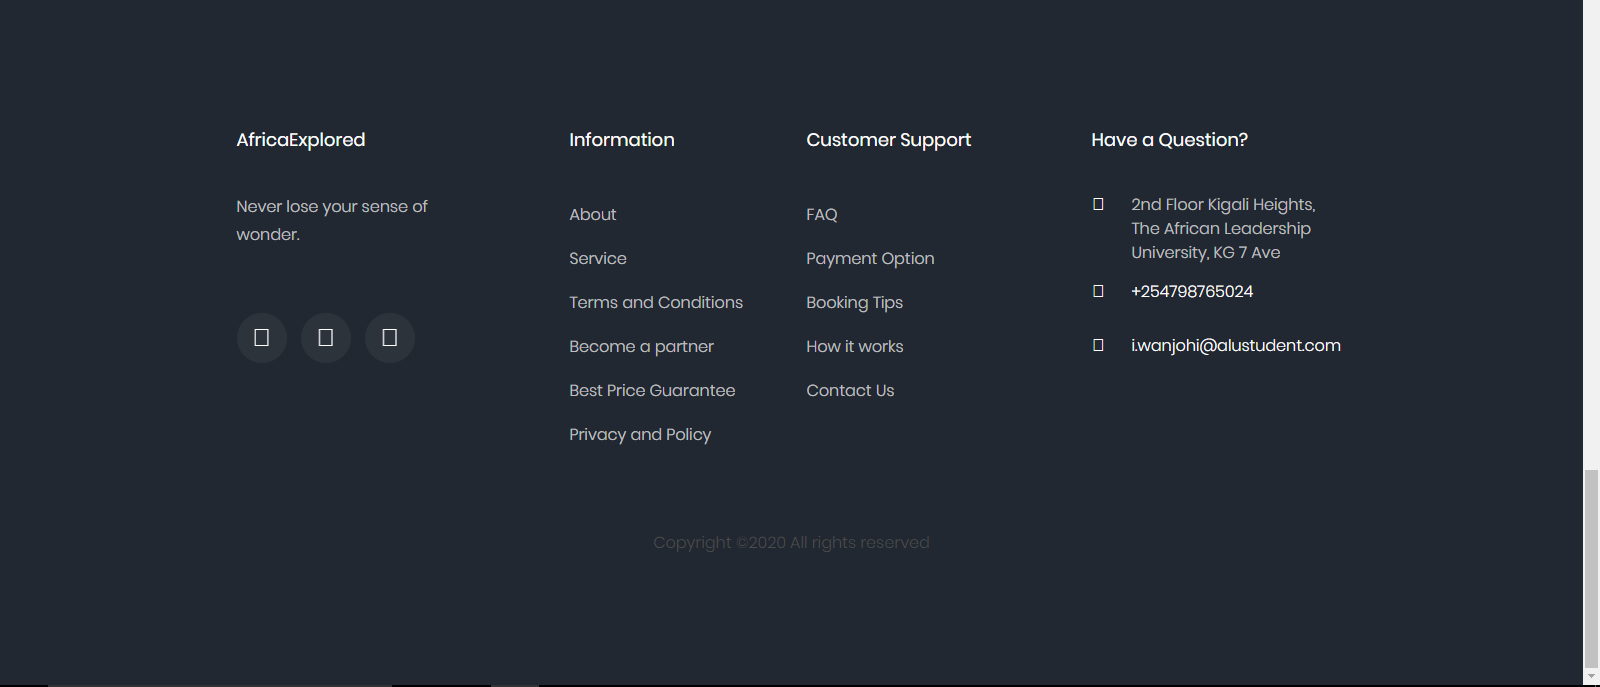 AfricaExplored
Never lose your sense of
wonder.
Information
About
Service
Terms and Conditions
Become a partner
Best Price Guarantee
Privacy and Policy
Customer Support
FAQ
Payment Option
Booking Tips
How it works
Contact Us
Have a Question?
2nd Floor Kigali Heights,
The African Leadership
University, KG 7 Ave
+254798765024
i.wanjohi@alustudent.com
Copyright ©2020 All rights reserved